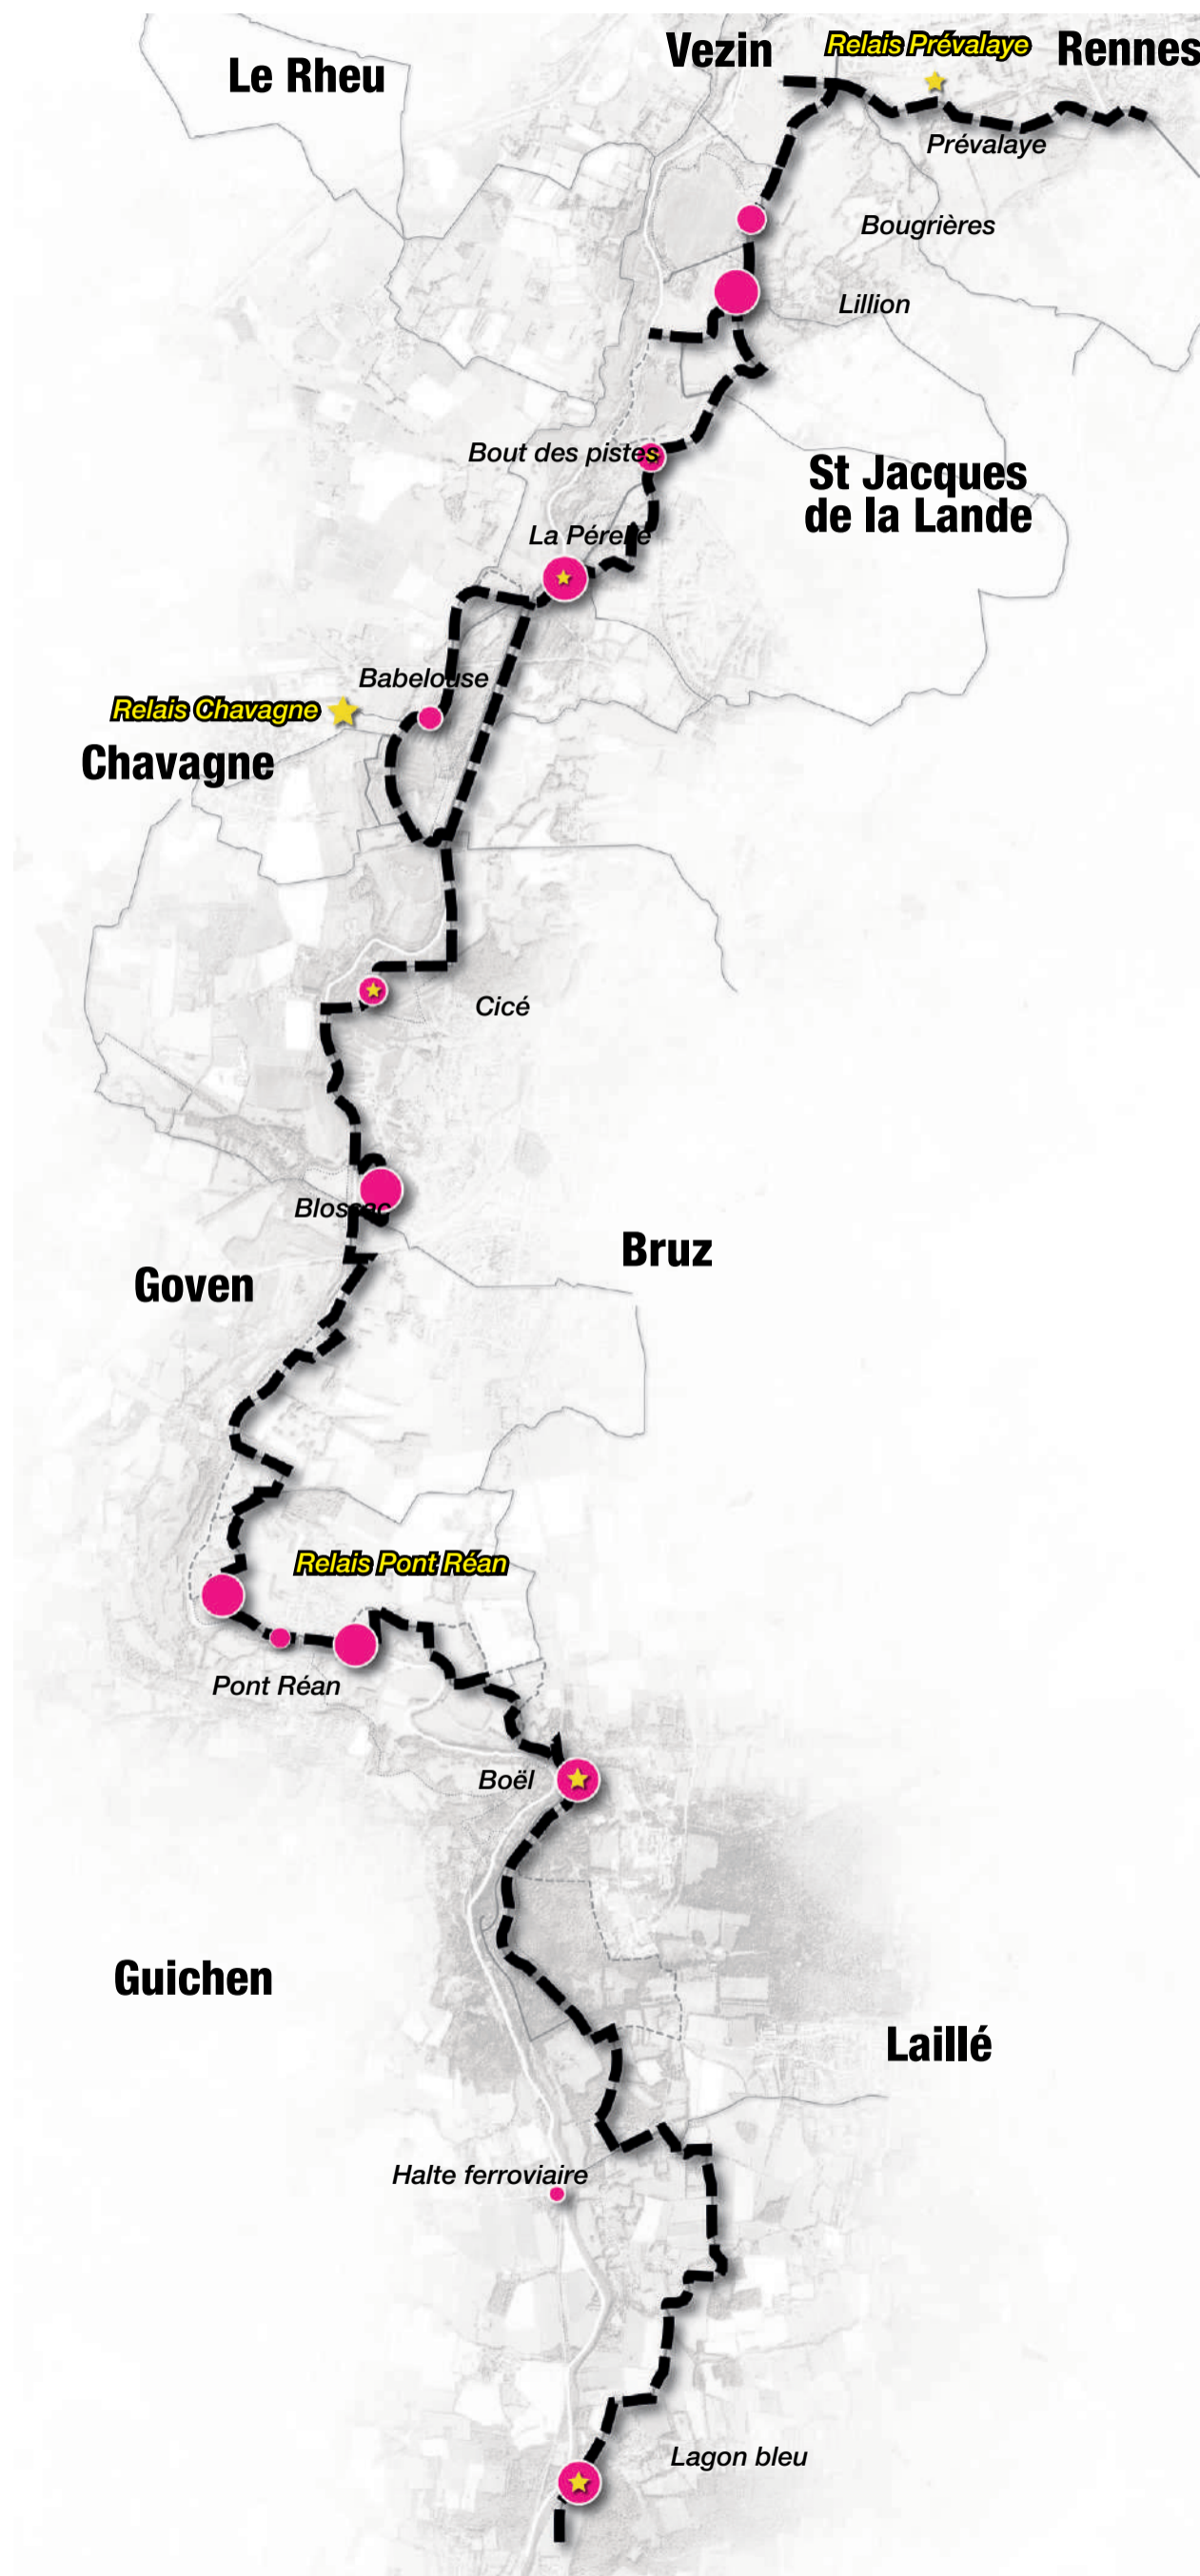 Vezin
Relais Prévalaye
Rennes
Le Rheu
Prévalaye
Bougrières
Lillion
Bout des pistes
St Jacques
de la Lande
La Pérelle
Babelouse
Relais Chavagne
Chavagne
Cicé
Blossac
Bruz
Goven
Relais Pont Réan
Pont Réan
Boël
Guichen
Laillé
Halte ferroviaire
Lagon bleu